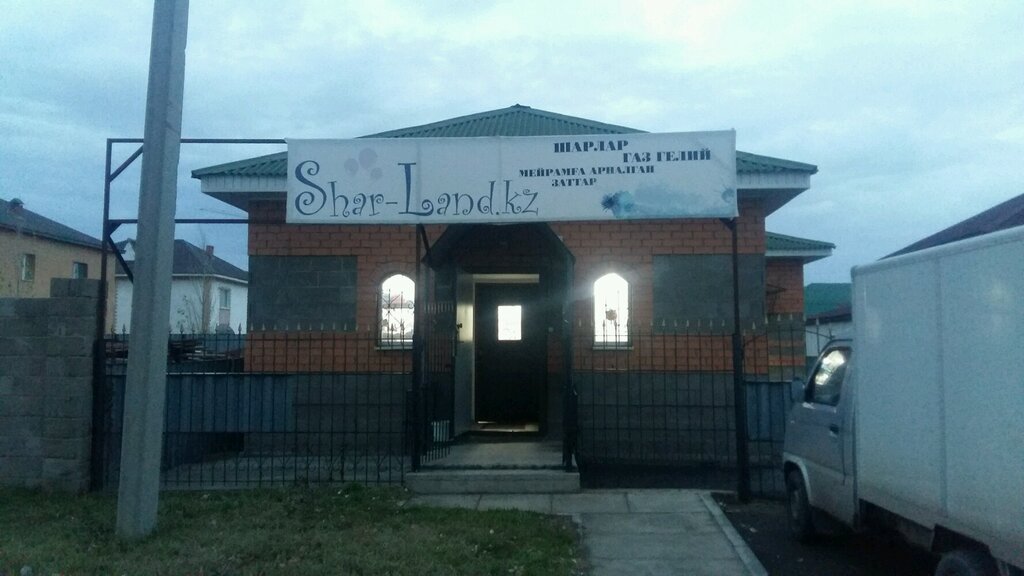 Shar-Land.kz
ШАРЛАР
ГАЗ ГЕЛИЙ
МЕЙРАМҒА АРНАЛҒАН
ЗАТТАР